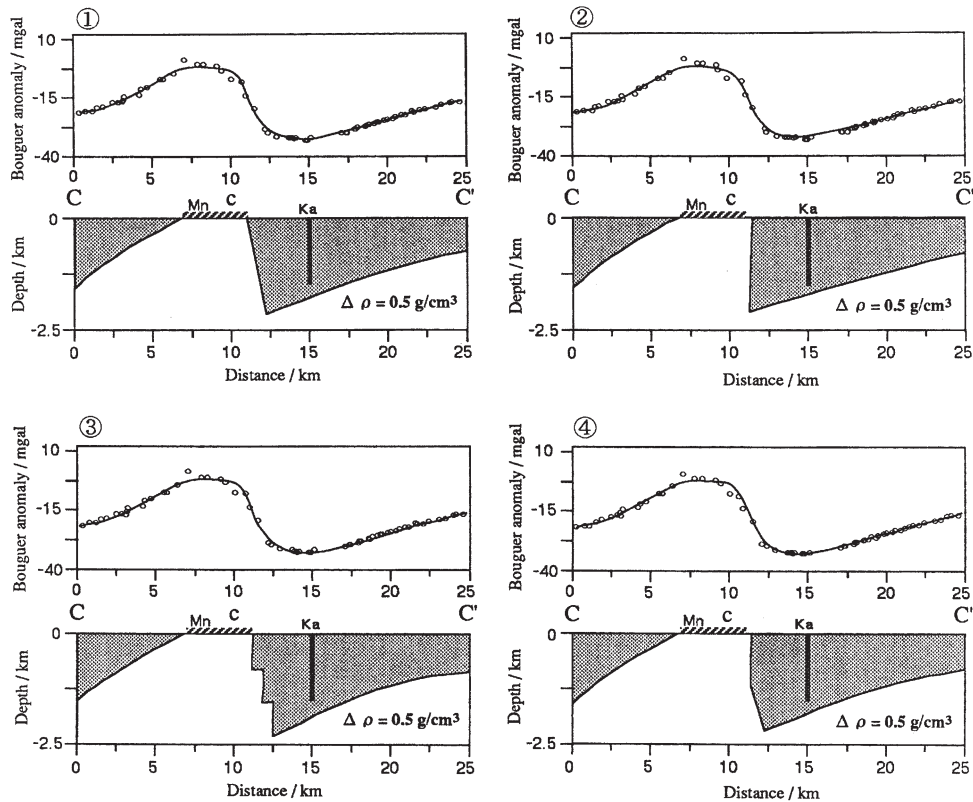 ①
Bouguer anomaly / mgal
10
-15
-40
0 5 10 15 20 25
C c C'
Mn Ka
Depth / km
0
-2.5
Δ ρ = 0.5 g/cm³
0 5 10 15 20 25
Distance / km
②
Bouguer anomaly / mgal
10
-15
-40
0 5 10 15 20 25
C c C'
Mn Ka
Depth / km
0
-2.5
Δ ρ = 0.5 g/cm³
0 5 10 15 20 25
Distance / km
③
Bouguer anomaly / mgal
10
-15
-40
0 5 10 15 20 25
C c C'
Mn Ka
Depth / km
0
-2.5
Δ ρ = 0.5 g/cm³
0 5 10 15 20 25
Distance / km
④
Bouguer anomaly / mgal
10
-15
-40
0 5 10 15 20 25
C c C'
Mn Ka
Depth / km
0
-2.5
Δ ρ = 0.5 g/cm³
0 5 10 15 20 25
Distance / km